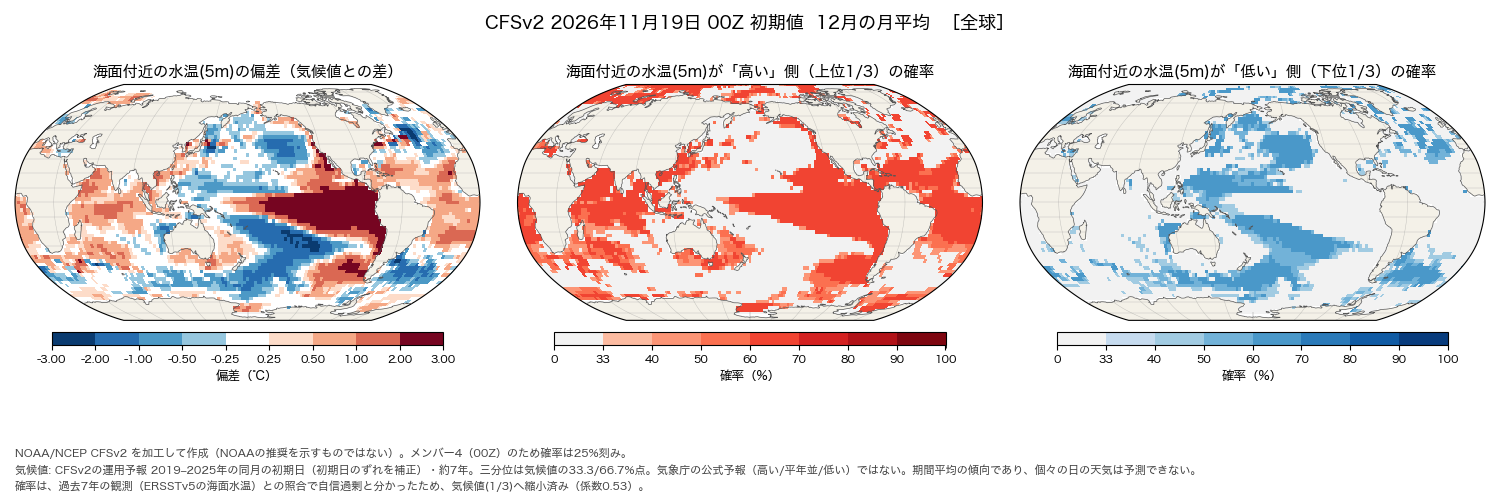 CFSv2 2026年11月19日 00Z 初期値 12月の月平均 ［全球］
海面付近の水温(5m)の偏差（気候値との差）
海面付近の水温(5m)が「高い」側（上位1/3）の確率
海面付近の水温(5m)が「低い」側（下位1/3）の確率
-3.00 -2.00 -1.00 -0.50 -0.25 0.25 0.50 1.00 2.00 3.00
偏差（℃）
0 33 40 50 60 70 80 90 100
確率（%）
0 33 40 50 60 70 80 90 100
確率（%）
NOAA/NCEP CFSv2 を加工して作成（NOAAの推奨を示すものではない）。メンバー4（00Z）のため確率は25%刻み。
気候値: CFSv2の運用予報 2019–2025年の同月の初期日（初期日のずれを補正）・約7年。三分位は気候値の33.3/66.7%点。気象庁の公式予報（高い/平年並/低い）ではない。期間平均の傾向であり、個々の日の天気は予測できない。
確率は、過去7年の観測（ERSSTv5の海面水温）との照合で自信過剰と分かったため、気候値(1/3)へ縮小済み（係数0.53）。